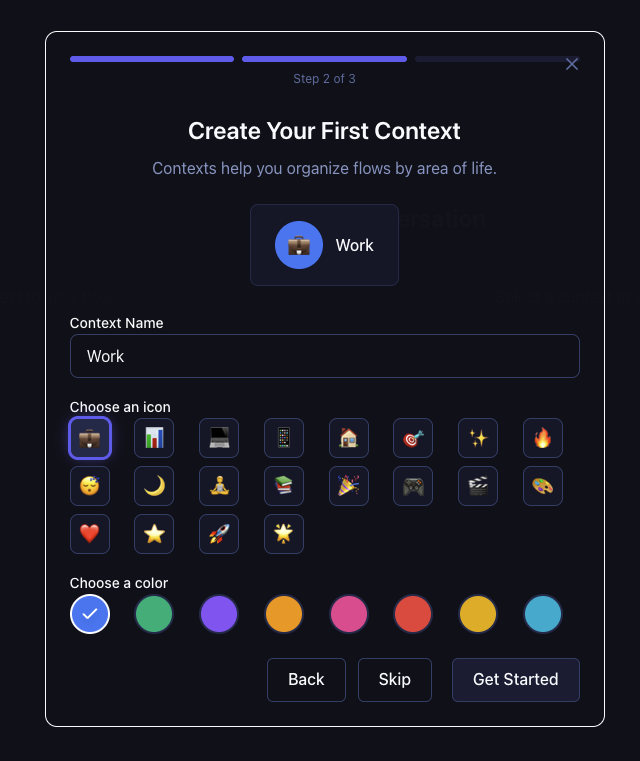 Step 2 of 3
Create Your First Context
Contexts help you organize flows by area of life.
Work
Context Name
Work
Choose an icon
Choose a color
Back
Skip
Get Started